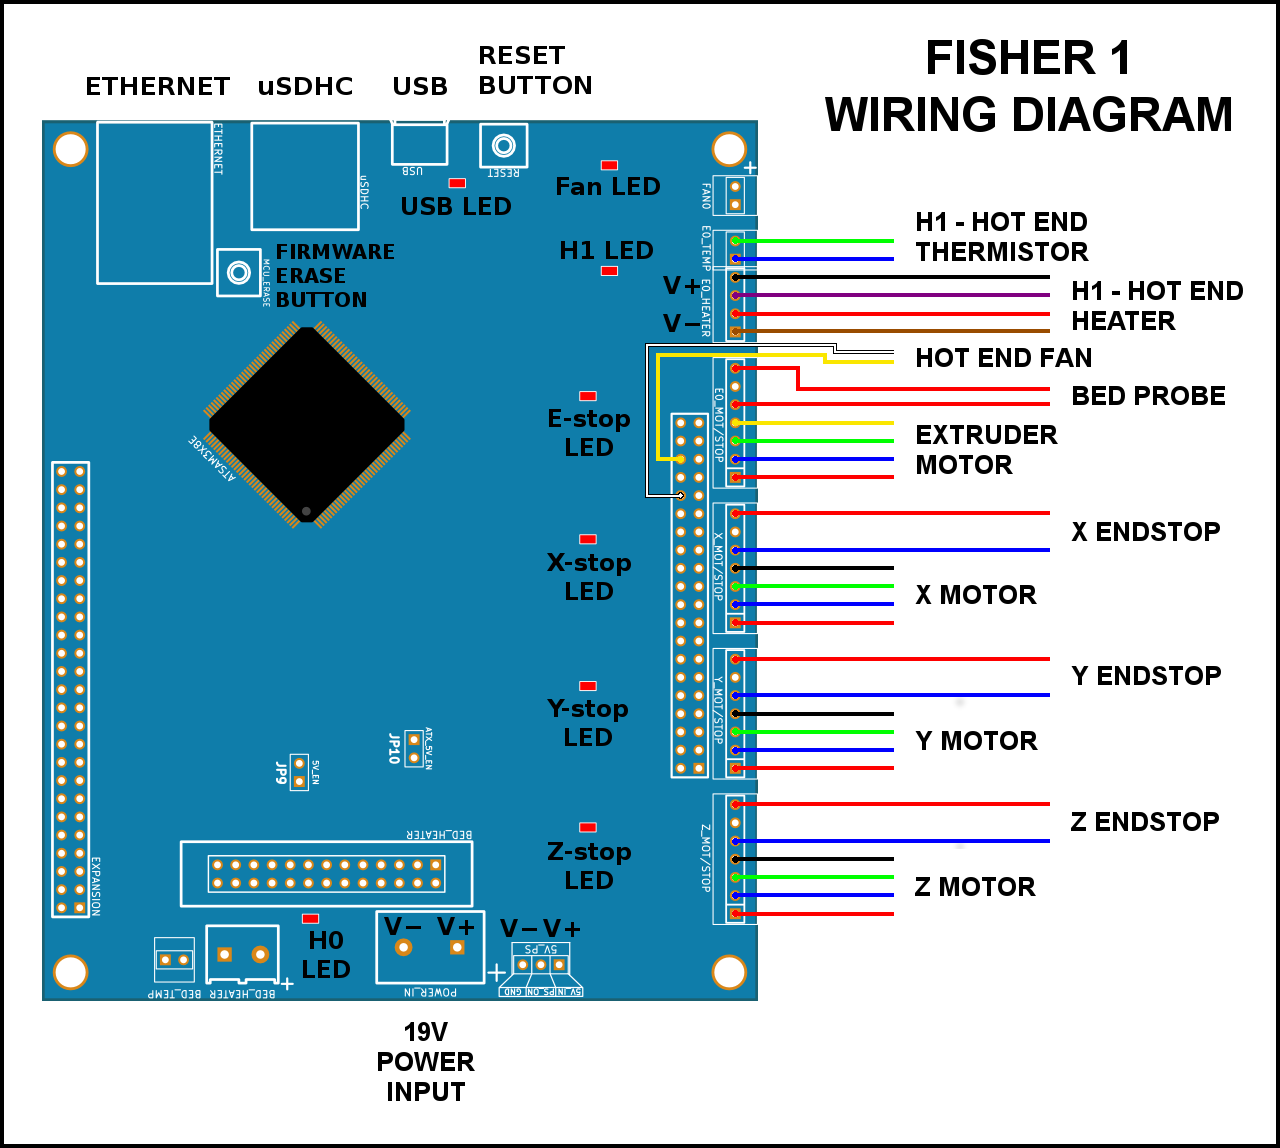 FISHER 1
WIRING DIAGRAM
ETHERNET
uSDHC
USB
RESET
BUTTON
ETHERNET
uSDHC
USB
RESET
USB LED
Fan LED
FAN0
+
FIRMWARE
ERASE
BUTTON
MCU_ERASE
H1 LED
E0_TEMP
H1 - HOT END
THERMISTOR
V+
V−
E0_HEATER
H1 - HOT END
HEATER
HOT END FAN
BED PROBE
E0_MOT/STOP
EXTRUDER
MOTOR
E-stop
LED
ATSAM3X8E
X-stop
LED
X_MOT/STOP
X ENDSTOP
X MOTOR
Y-stop
LED
Y_MOT/STOP
Y ENDSTOP
Y MOTOR
JP9
5V_EN
JP10
ATX_5V_EN
Z-stop
LED
Z_MOT/STOP
Z ENDSTOP
Z MOTOR
BED_HEATER
EXPANSION
H0
LED
V− V+
V− V+
5V_PS
BED_TEMP
BED_HEATER
+
POWER_IN
+
5V_IN
PS_ON
GND
19V
POWER
INPUT